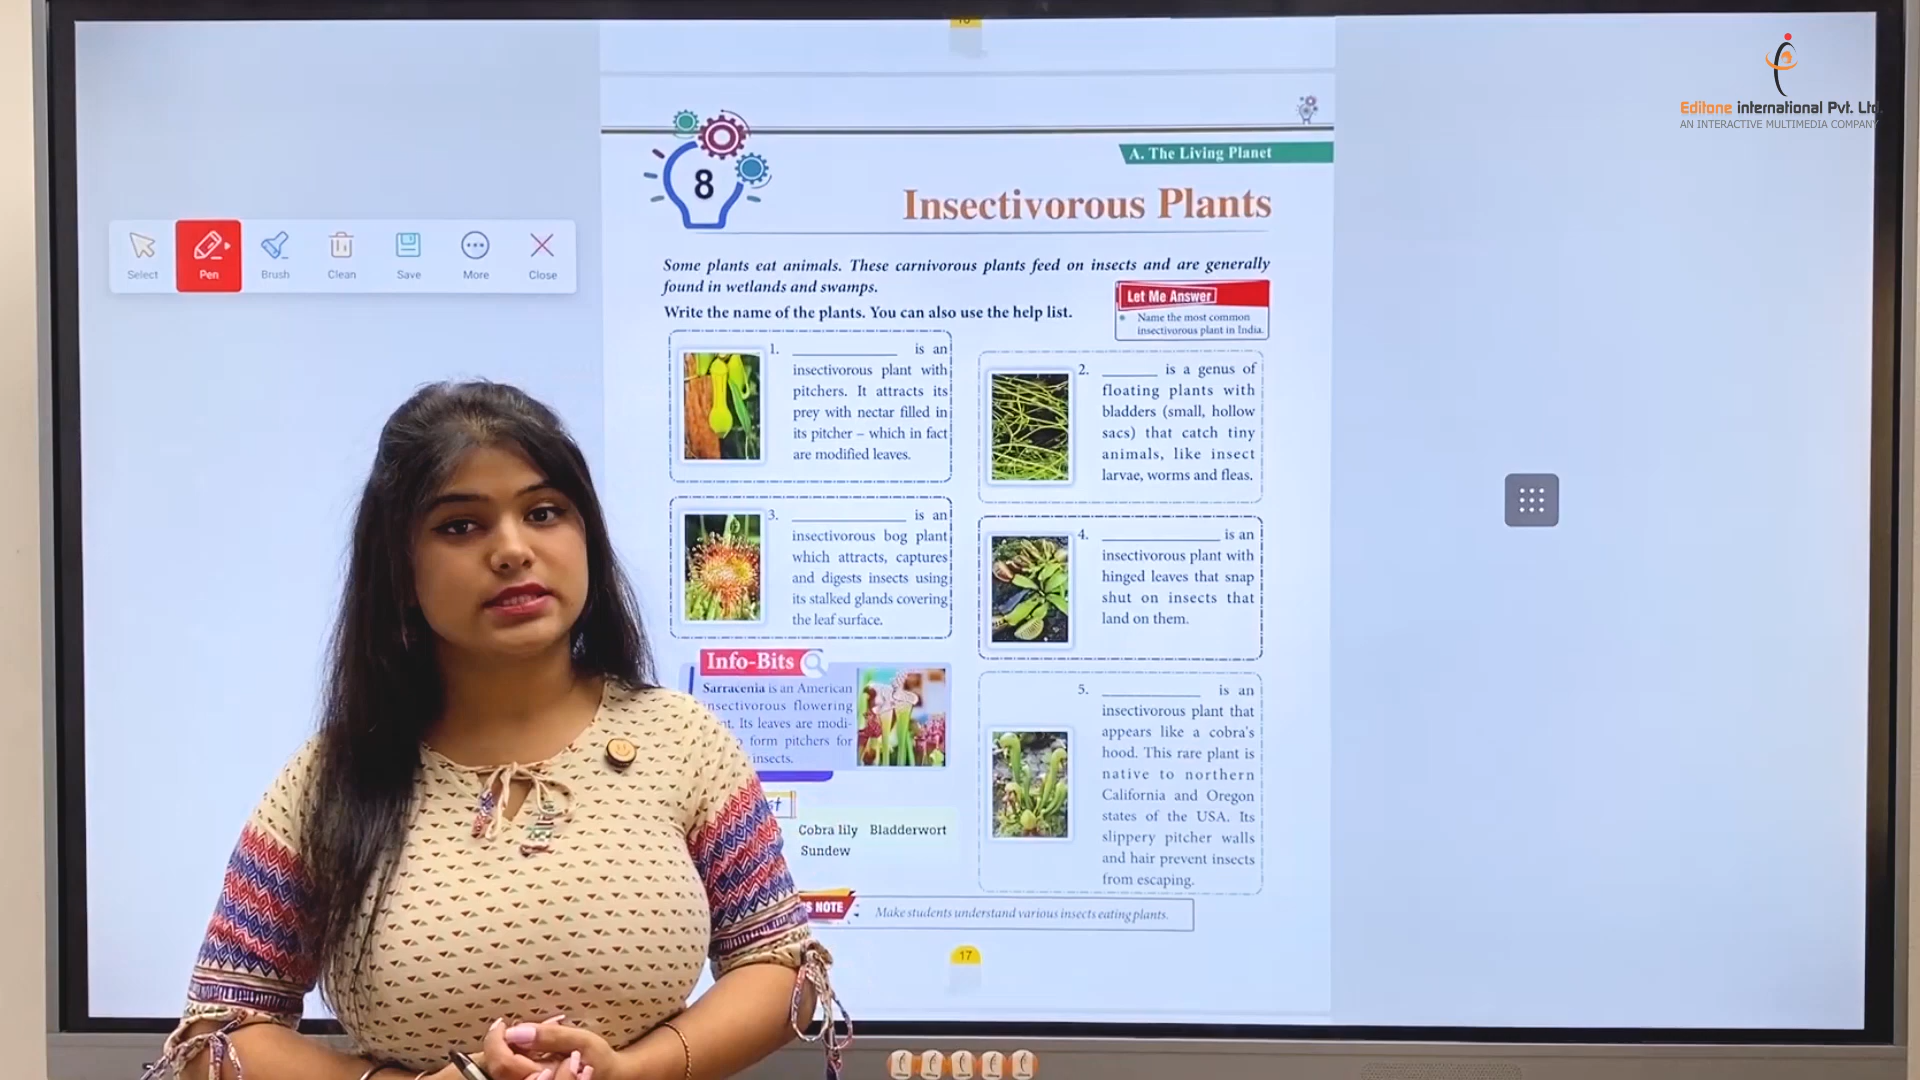 Editone international Pvt. Ltd.
AN INTERACTIVE MULTIMEDIA COMPANY
A. The Living Planet
8
Insectivorous Plants
Select
Pen
Brush
Clean
Save
More
Close
Some plants eat animals. These carnivorous plants feed on insects and are generally
found in wetlands and swamps.
Write the name of the plants. You can also use the help list.
Let Me Answer
Name the most common
insectivorous plant in India.
1. ______________ is an
insectivorous plant with
pitchers. It attracts its
prey with nectar filled in
its pitcher – which in fact
are modified leaves.
2. _______ is a genus of
floating plants with
bladders (small, hollow
sacs) that catch tiny
animals, like insect
larvae, worms and fleas.
3. ______________ is an
insectivorous bog plant
which attracts, captures
and digests insects using
its stalked glands covering
the leaf surface.
4. ______________ is an
insectivorous plant with
hinged leaves that snap
shut on insects that
land on them.
Info-Bits
Sarracenia is an American
insectivorous flowering
Its leaves are modi-
form pitchers for
insects.
5. ______________ is an
insectivorous plant that
appears like a cobra's
hood. This rare plant is
native to northern
California and Oregon
states of the USA. Its
slippery pitcher walls
and hair prevent insects
from escaping.
Cobra lily Bladderwort
Sundew
NOTE
Make students understand various insects eating plants.
17